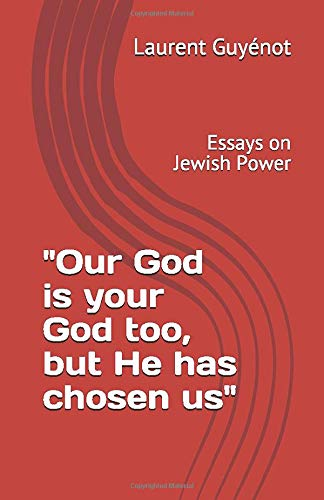 Laurent Guyénot
Essays on
Jewish Power
"Our God
is your
God too,
but He has
chosen us"